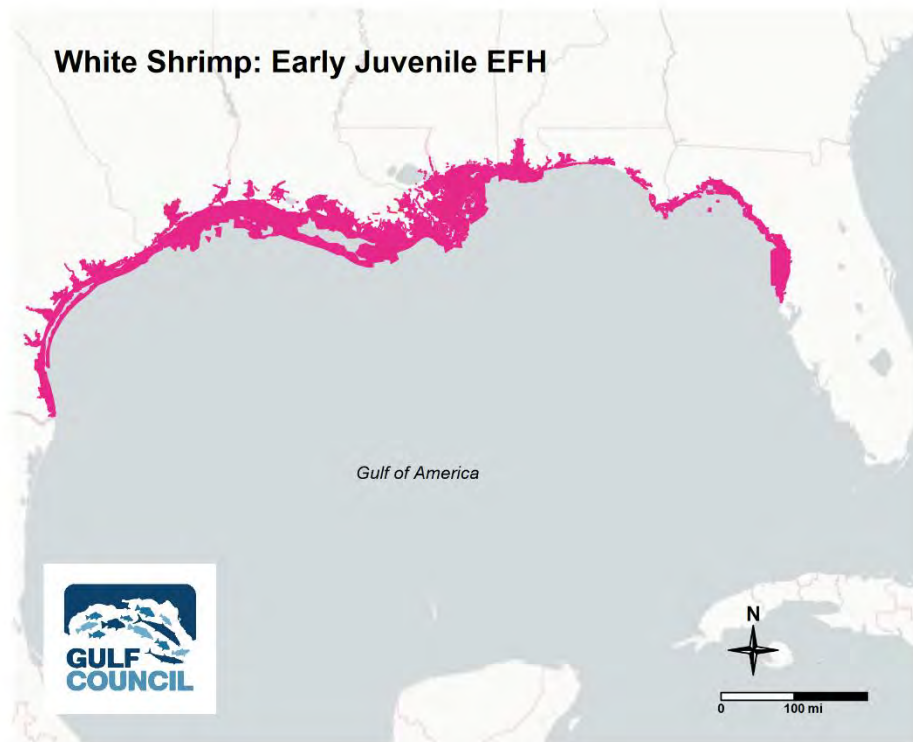 White Shrimp: Early Juvenile EFH
Gulf of America
GULF
COUNCIL
N
0 100 mi